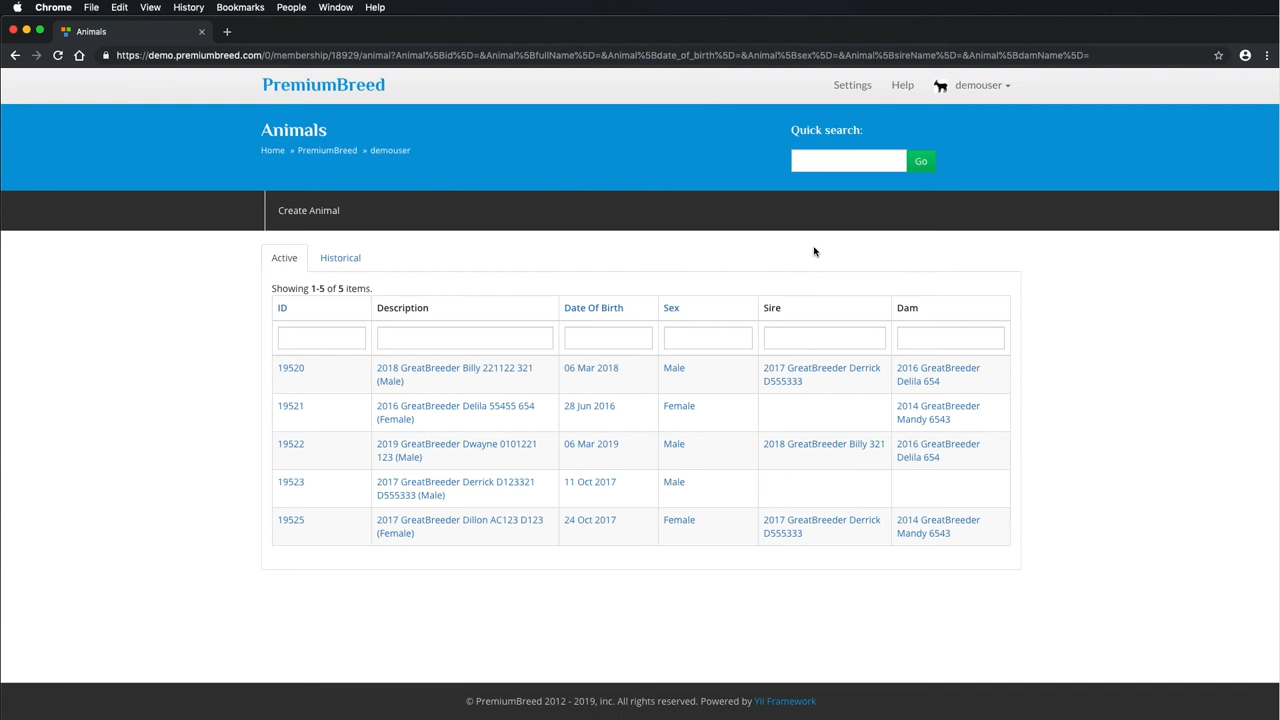 Chrome File Edit View History Bookmarks People Window Help
Animals
https://demo.premiumbreed.com/0/membership/18929/animal?Animal%5Bid%5D=&Animal%5BfullName%5D=&Animal%5Bdate_of_birth%5D=&Animal%5Bsex%5D=&Animal%5BsireName%5D=&Animal%5BdamName%5D=
PremiumBreed Settings Help demouser
Animals Quick search:
Home » PremiumBreed » demouser
Go
Create Animal
Active Historical
Showing 1-5 of 5 items.
ID Description Date Of Birth Sex Sire Dam
19520 2018 GreatBreeder Billy 221122 321 06 Mar 2018 Male 2017 GreatBreeder Derrick 2016 GreatBreeder
(Male) D555333 Delila 654
19521 2016 GreatBreeder Delila 55455 654 28 Jun 2016 Female 2014 GreatBreeder
(Female) Mandy 6543
19522 2019 GreatBreeder Dwayne 0101221 06 Mar 2019 Male 2018 GreatBreeder Billy 321 2016 GreatBreeder
123 (Male) Delila 654
19523 2017 GreatBreeder Derrick D123321 11 Oct 2017 Male
D555333 (Male)
19525 2017 GreatBreeder Dillon AC123 D123 24 Oct 2017 Female 2017 GreatBreeder Derrick 2014 GreatBreeder
(Female) D555333 Mandy 6543
© PremiumBreed 2012 - 2019, inc. All rights reserved. Powered by Yii Framework